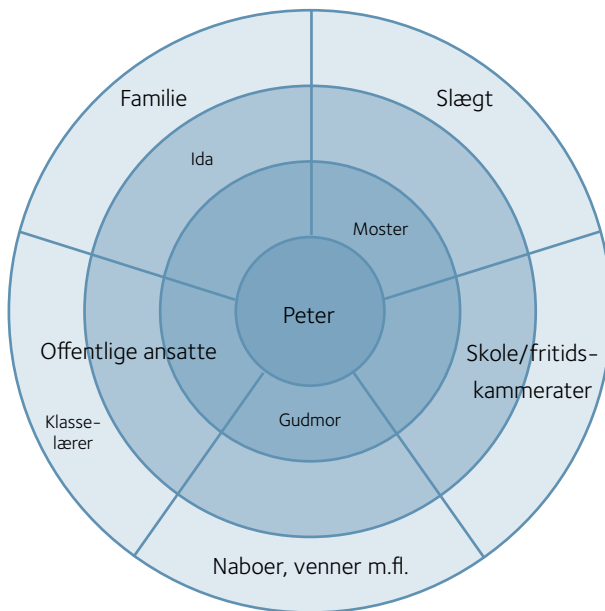 Familie
Slægt
Ida
Moster
Peter
Offentlige ansatte
Skole/fritids-
kammerater
Klasse-
lærer
Gudmor
Naboer, venner m.fl.